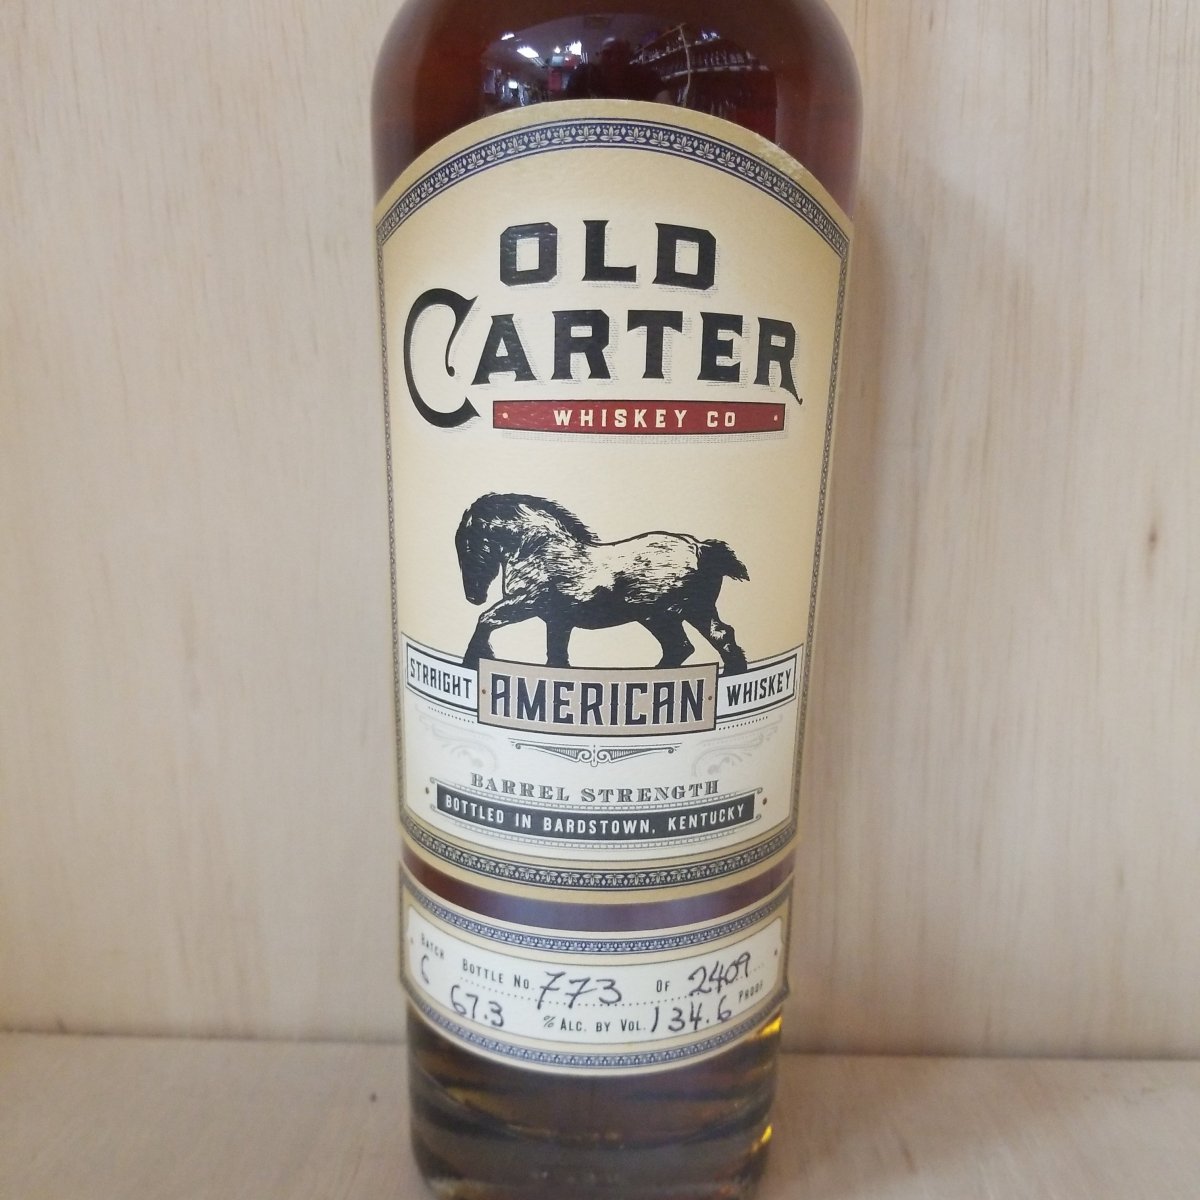 OLD
CARTER
WHISKEY CO
STRAIGHT AMERICAN WHISKEY
BARREL STRENGTH
BOTTLED IN BARDSTOWN, KENTUCKY
BATCH 6 BOTTLE NO. 773 OF 2409
67.3 % ALC. BY VOL. 134.6 PROOF